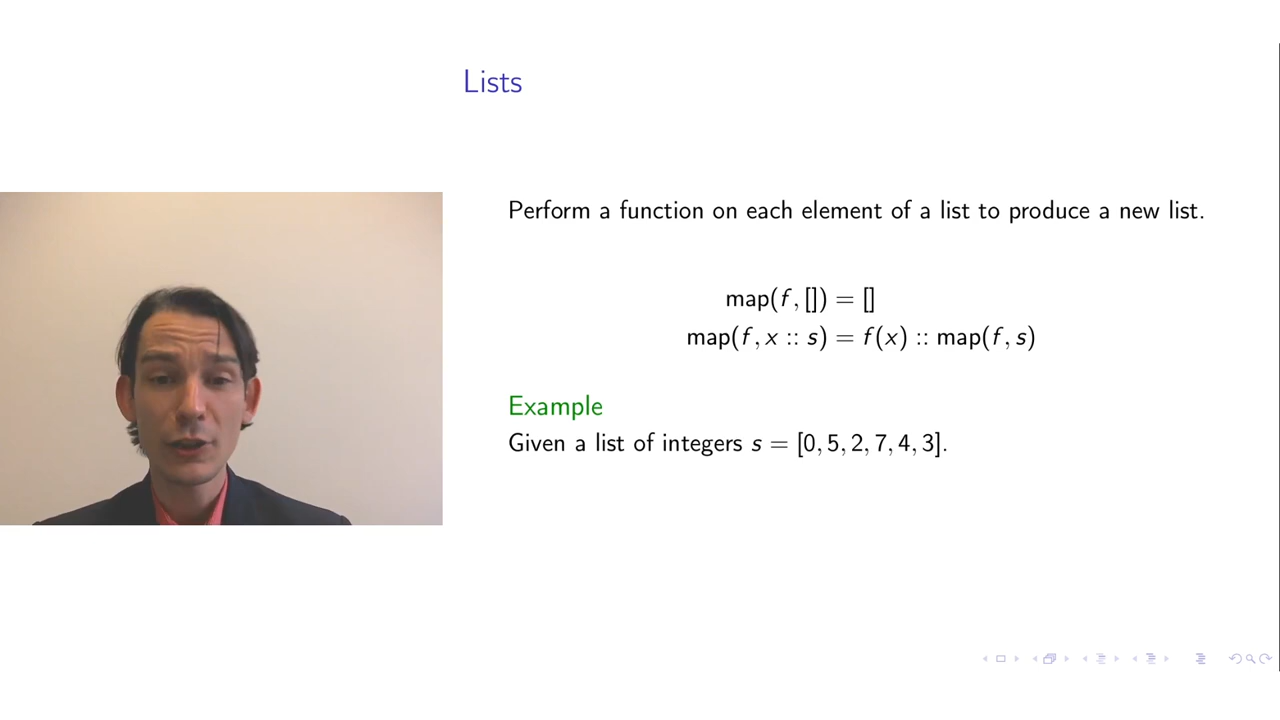 Lists
Perform a function on each element of a list to produce a new list.
map(f, []) = []
map(f, x :: s) = f(x) :: map(f, s)
Example
Given a list of integers s = [0, 5, 2, 7, 4, 3].